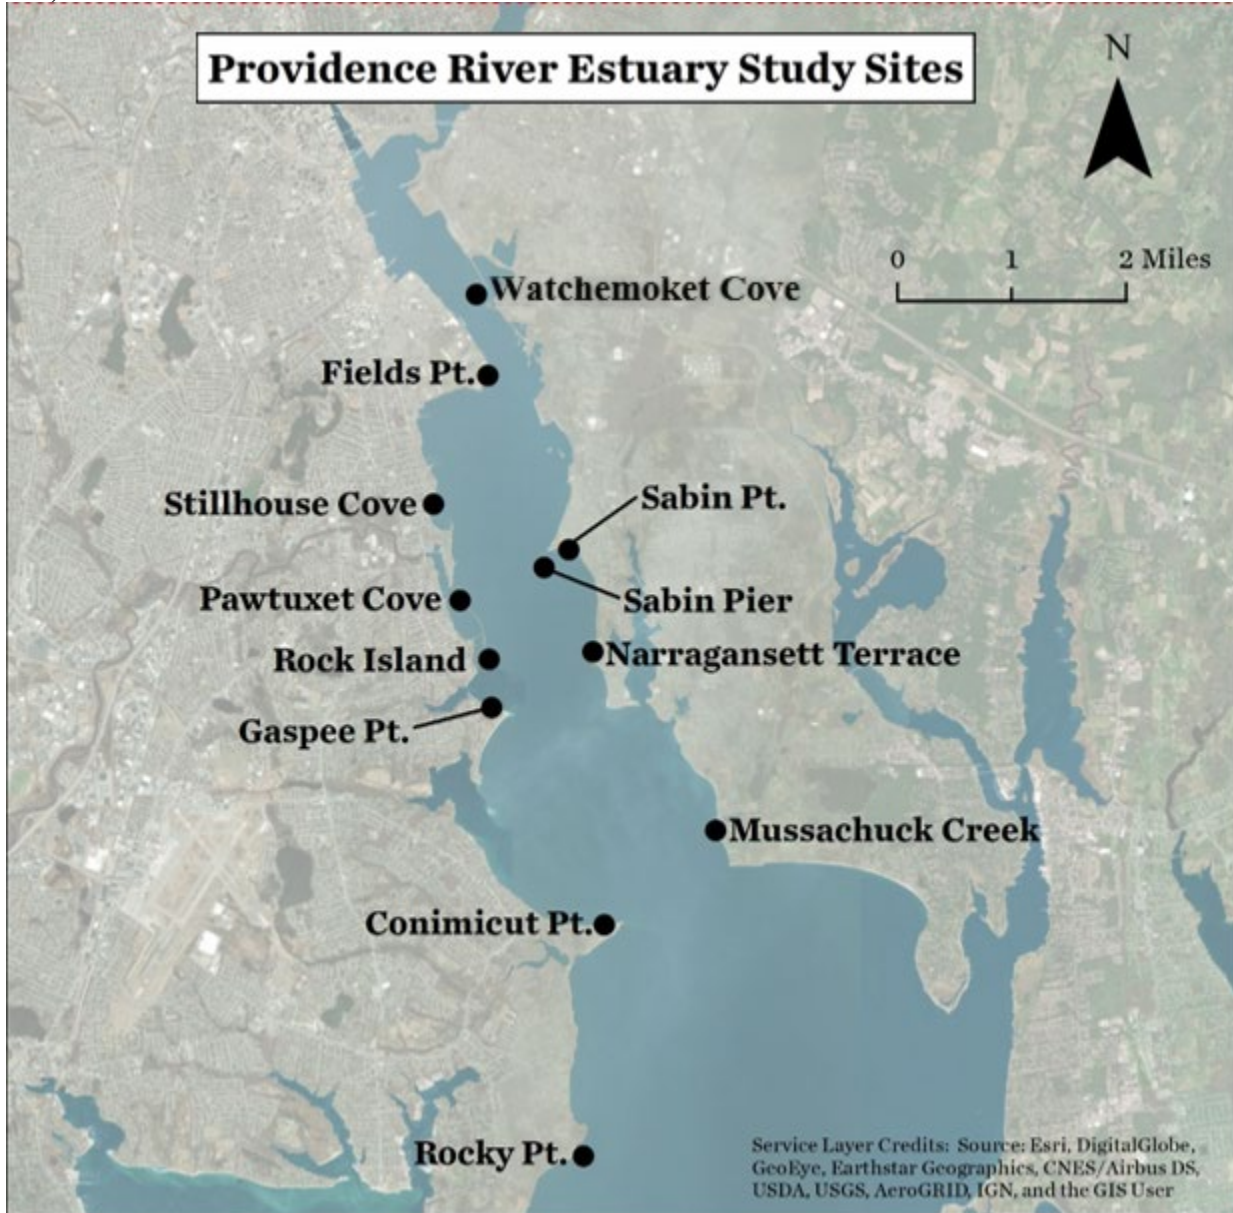 Providence River Estuary Study Sites
N
0 1 2 Miles
Watchemoket Cove
Fields Pt.
Stillhouse Cove
Sabin Pt.
Pawtuxet Cove
Sabin Pier
Rock Island
Narragansett Terrace
Gaspee Pt.
Mussachuck Creek
Conimicut Pt.
Rocky Pt.
Service Layer Credits: Source: Esri, DigitalGlobe,
GeoEye, Earthstar Geographics, CNES/Airbus DS,
USDA, USGS, AeroGRID, IGN, and the GIS User